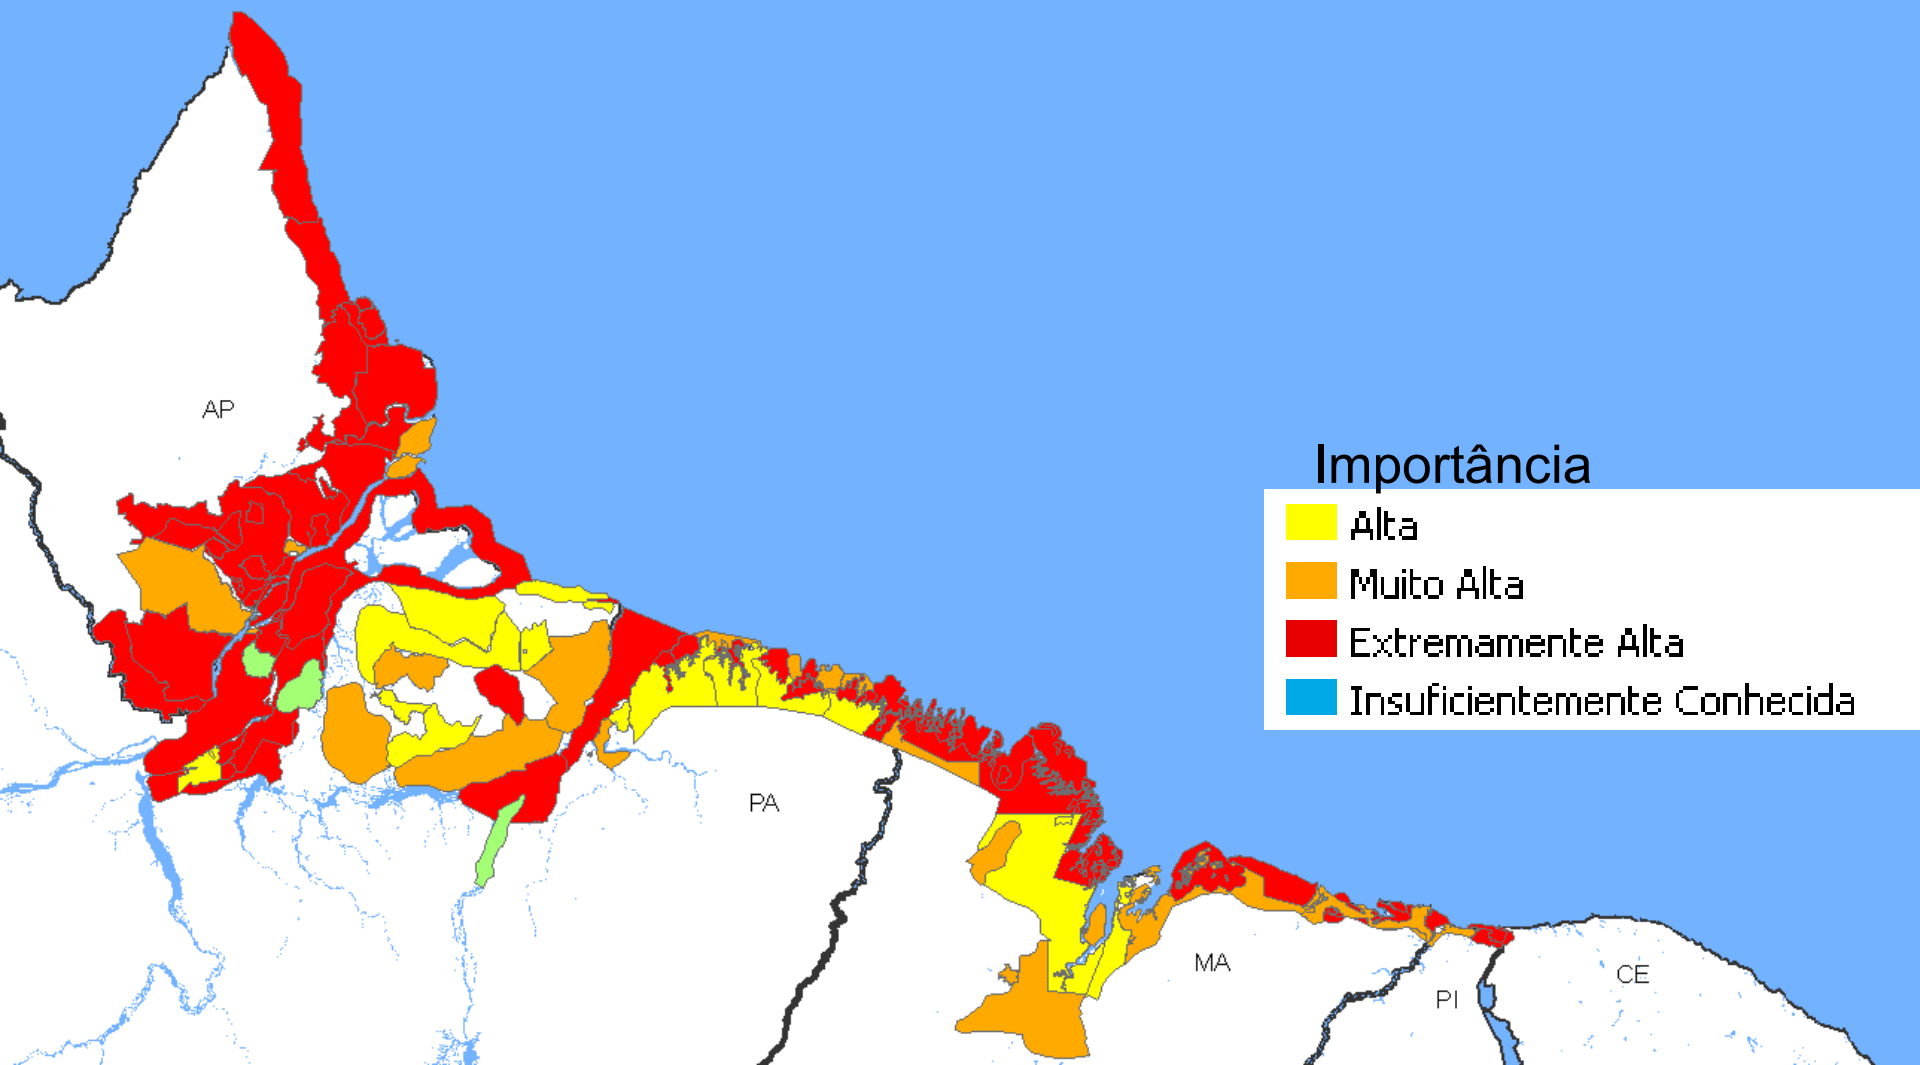 AP
PA
MA
PI
CE
Importância
Alta
Muito Alta
Extremamente Alta
Insuficientemente Conhecida